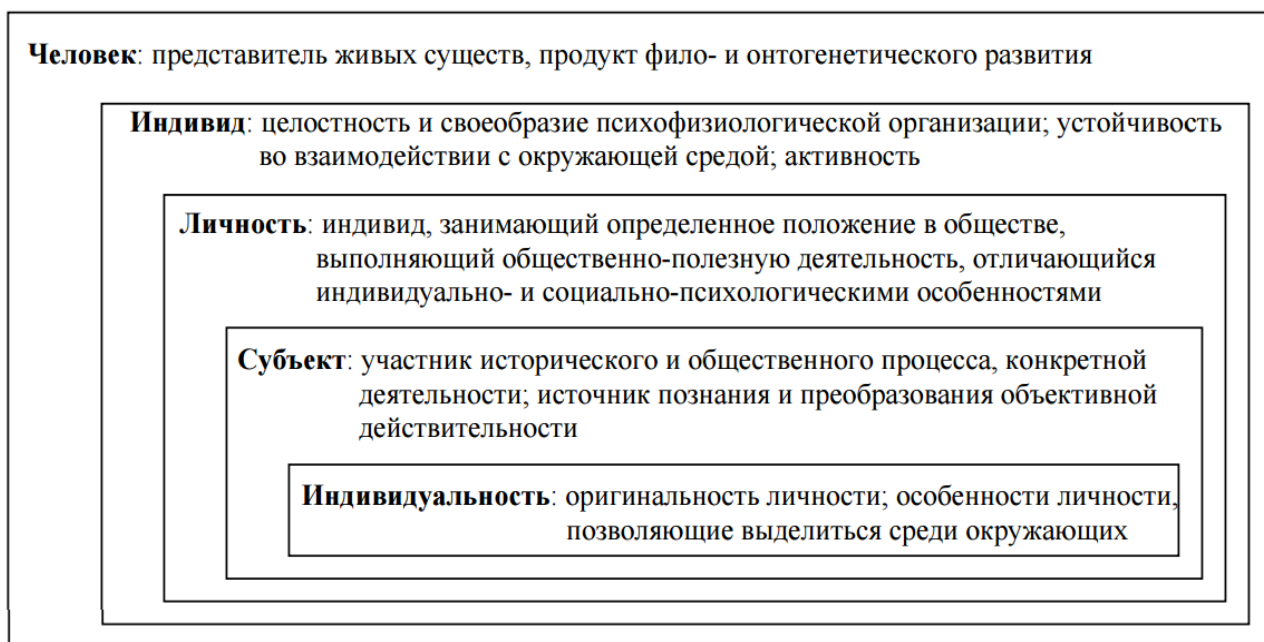 Человек: представитель живых существ, продукт фило- и онтогенетического развития
Индивид: целостность и своеобразие психофизиологической организации; устойчивость
во взаимодействии с окружающей средой; активность
Личность: индивид, занимающий определенное положение в обществе,
выполняющий общественно-полезную деятельность, отличающийся
индивидуально- и социально-психологическими особенностями
Субъект: участник исторического и общественного процесса, конкретной
деятельности; источник познания и преобразования объективной
действительности
Индивидуальность: оригинальность личности; особенности личности,
позволяющие выделиться среди окружающих